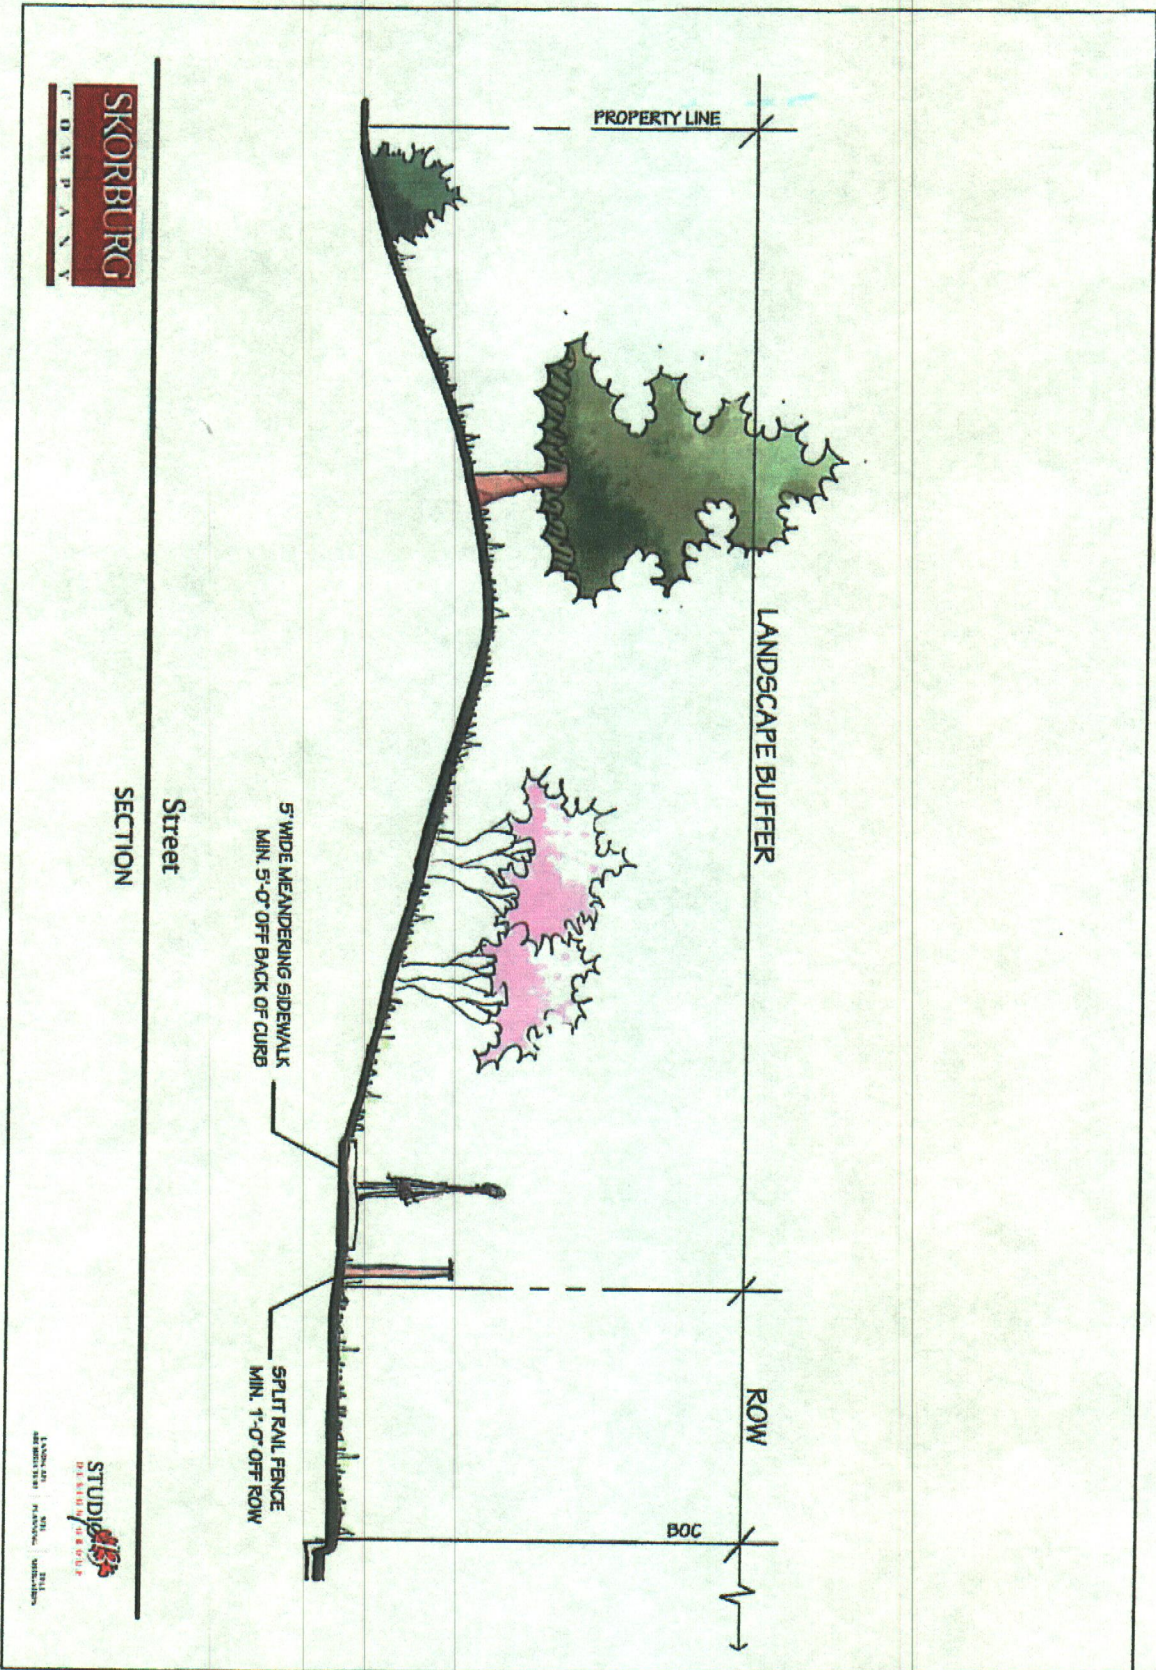 PROPERTY LINE
LANDSCAPE BUFFER
ROW
BOC
5' WIDE MEANDERING SIDEWALK
MIN. 5'-0" OFF BACK OF CURB
SPLIT RAIL FENCE
MIN. 1'-0" OFF ROW
Street
SECTION
SKORBURG
COMPANY
STUDIO
DESIGN GROUP